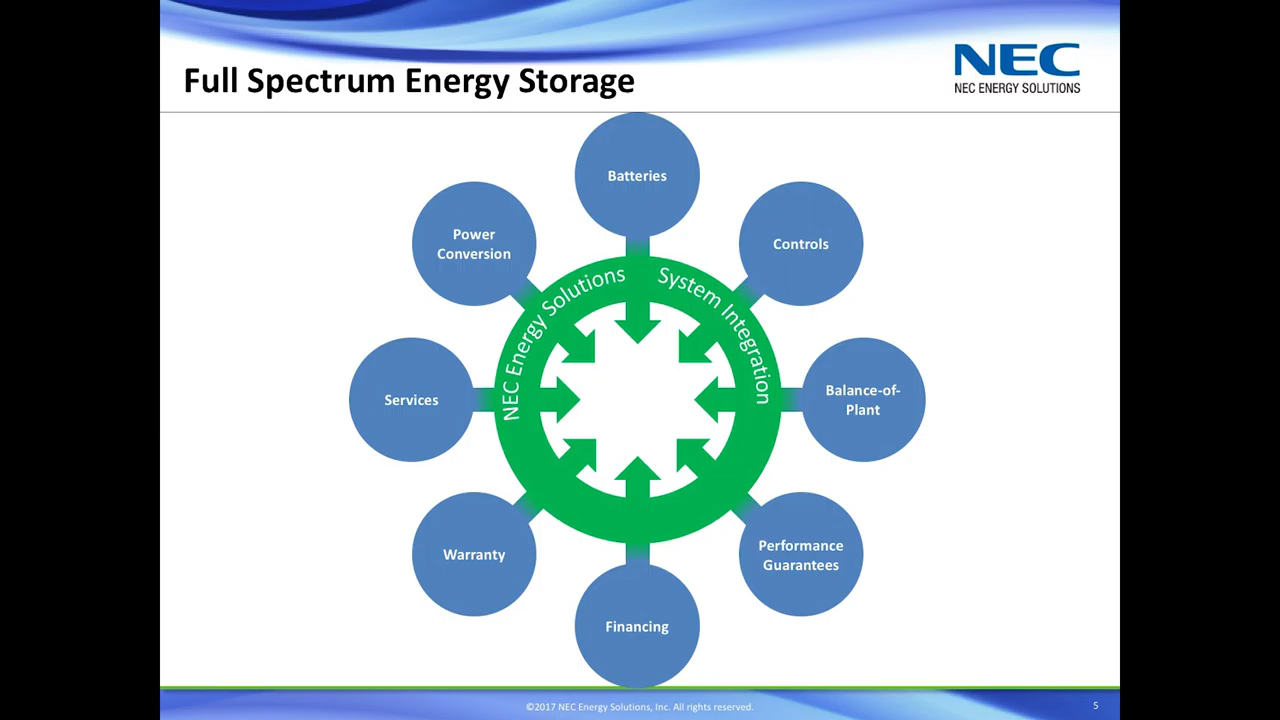 Full Spectrum Energy Storage
NEC
NEC ENERGY SOLUTIONS
Batteries
Power
Conversion
Controls
NEC Energy Solutions
System Integration
Services
Balance-of-
Plant
Warranty
Performance
Guarantees
Financing
©2017 NEC Energy Solutions, Inc. All rights reserved.
5